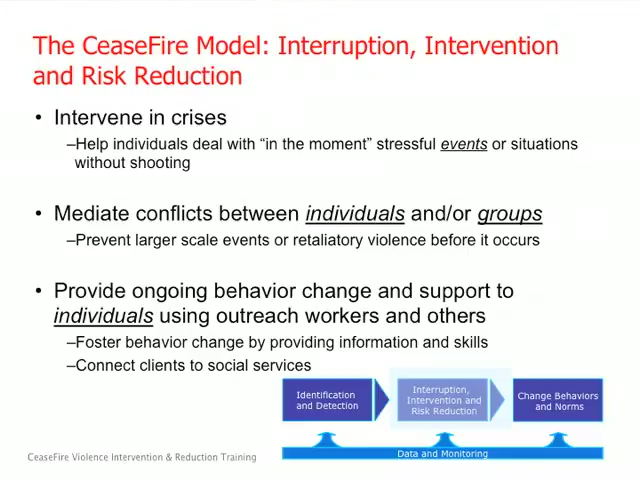 The CeaseFire Model: Interruption, Intervention
and Risk Reduction
• Intervene in crises
–Help individuals deal with “in the moment” stressful events or situations
without shooting
• Mediate conflicts between individuals and/or groups
–Prevent larger scale events or retaliatory violence before it occurs
• Provide ongoing behavior change and support to
individuals using outreach workers and others
–Foster behavior change by providing information and skills
–Connect clients to social services
Identification
and Detection
Interruption,
Intervention and
Risk Reduction
Change Behaviors
and Norms
Data and Monitoring
CeaseFire Violence Intervention & Reduction Training